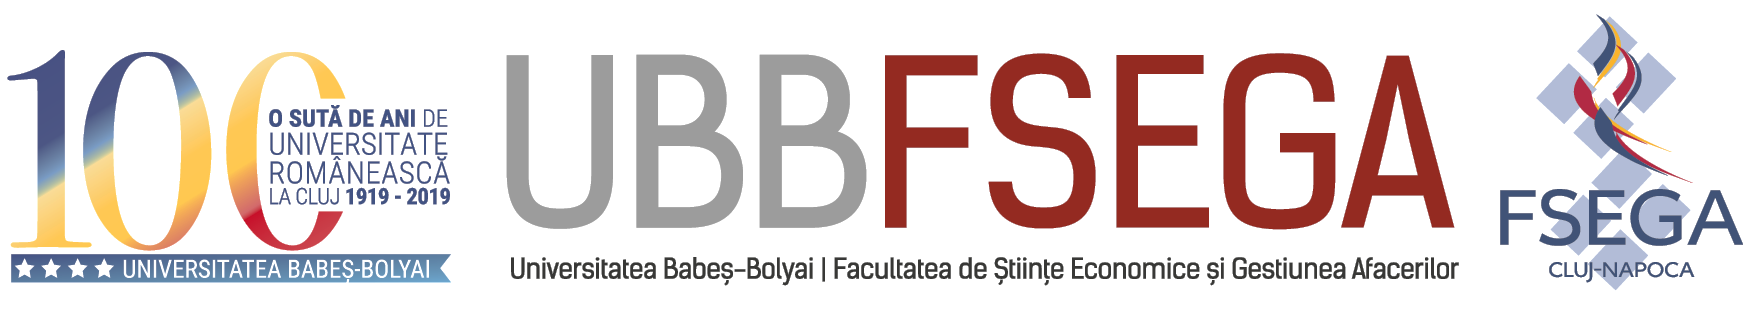 100
O SUTĂ DE ANI DE
UNIVERSITATE
ROMÂNEASCĂ
LA CLUJ 1919 - 2019
UNIVERSITATEA BABEȘ-BOLYAI
UBBFSEGA
Universitatea Babeș-Bolyai | Facultatea de Științe Economice și Gestiunea Afacerilor
FSEGA
CLUJ-NAPOCA